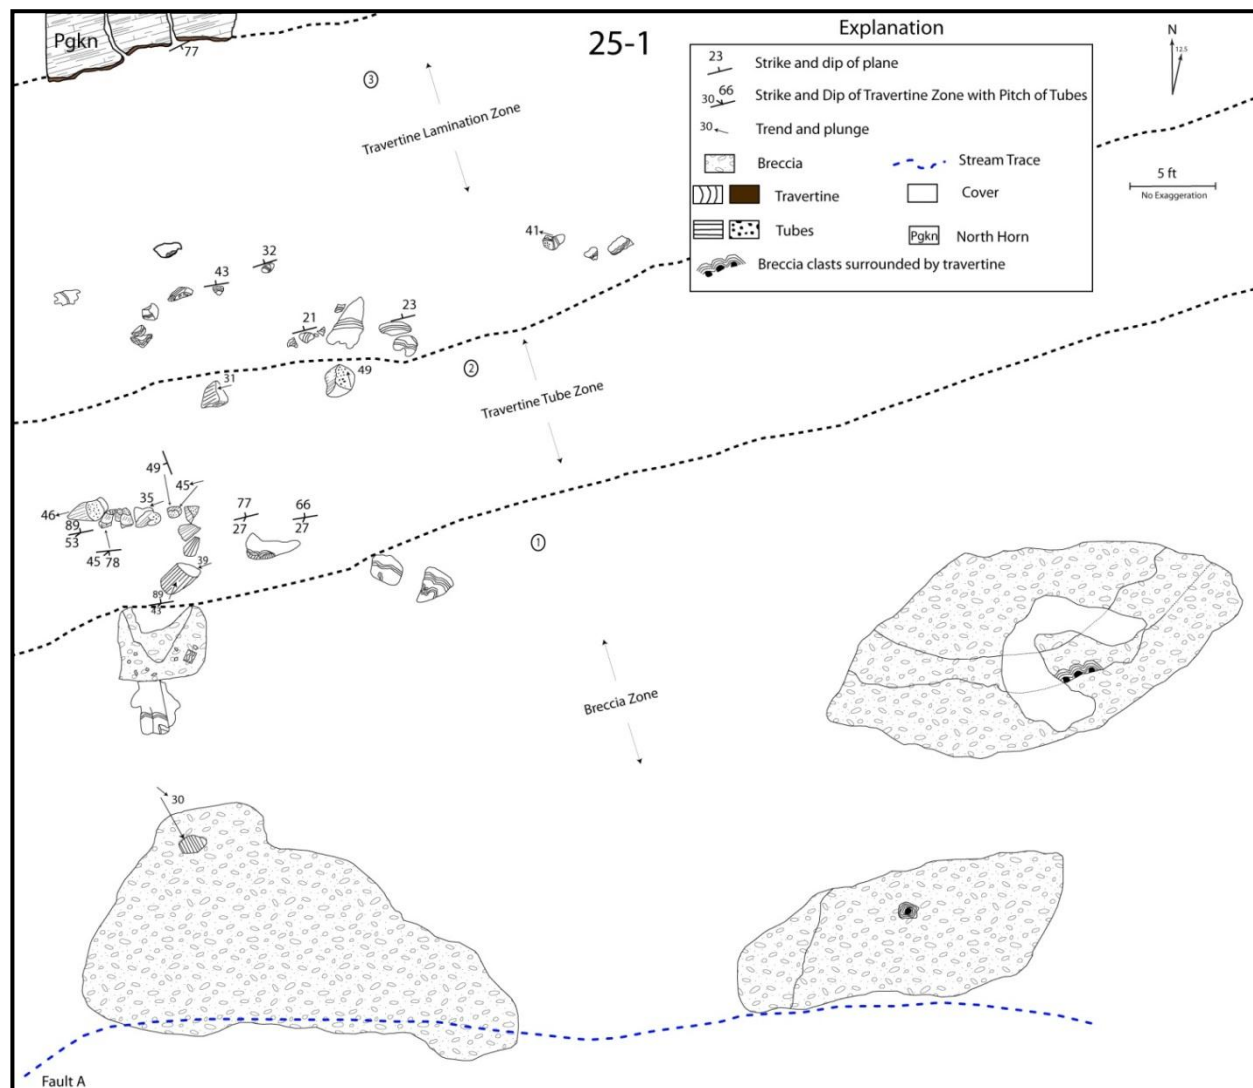 25-1
Pgkn
77
3
Travertine Lamination Zone
Explanation
23
Strike and dip of plane
66
30
Strike and Dip of Travertine Zone with Pitch of Tubes
30
Trend and plunge
Breccia
Stream Trace
Travertine
Cover
Tubes
Pgkn
North Horn
Breccia clasts surrounded by travertine
N
12.5
5 ft
No Exaggeration
41
32
43
21
23
2
Travertine Tube Zone
31
49
49
45
35
46
89
53
45 78
77
27
66
27
39
89
43
1
Breccia Zone
30
Fault A